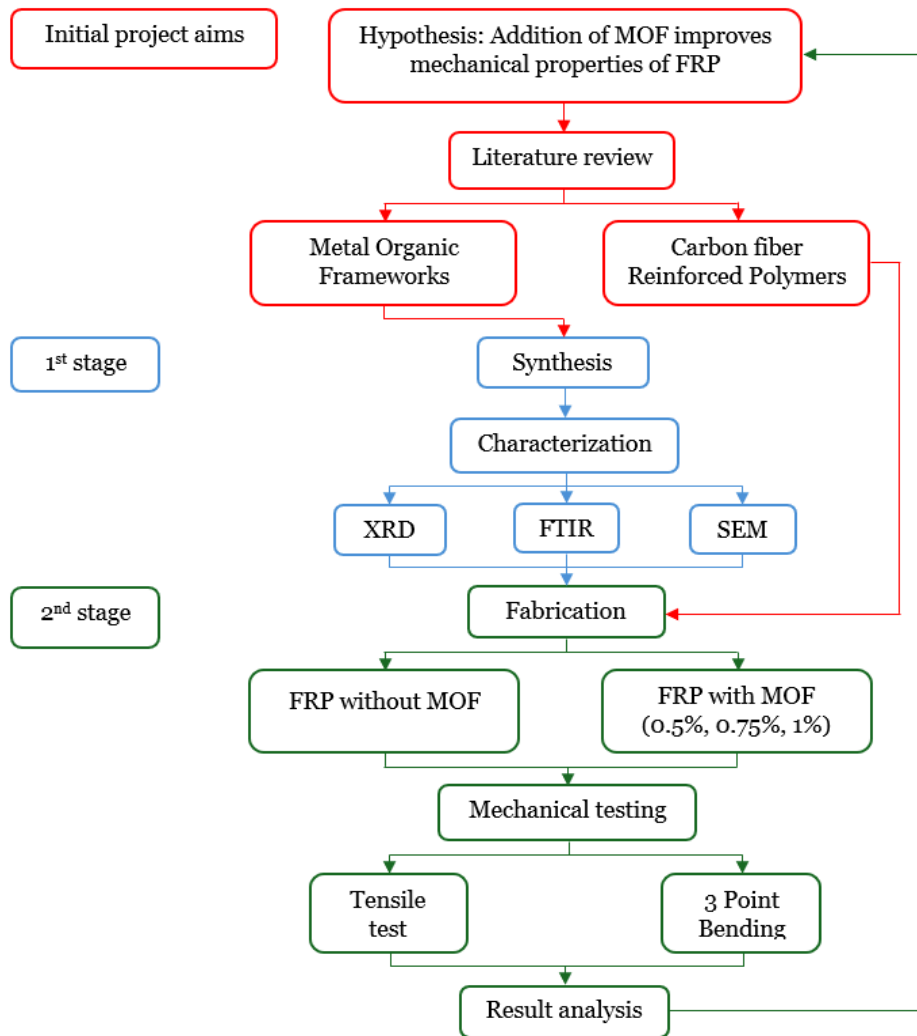 Initial project aims
Hypothesis: Addition of MOF improves
mechanical properties of FRP
Literature review
Metal Organic
Frameworks
Carbon fiber
Reinforced Polymers
1st stage
Synthesis
Characterization
XRD
FTIR
SEM
2nd stage
Fabrication
FRP without MOF
FRP with MOF
(0.5%, 0.75%, 1%)
Mechanical testing
Tensile
test
3 Point
Bending
Result analysis